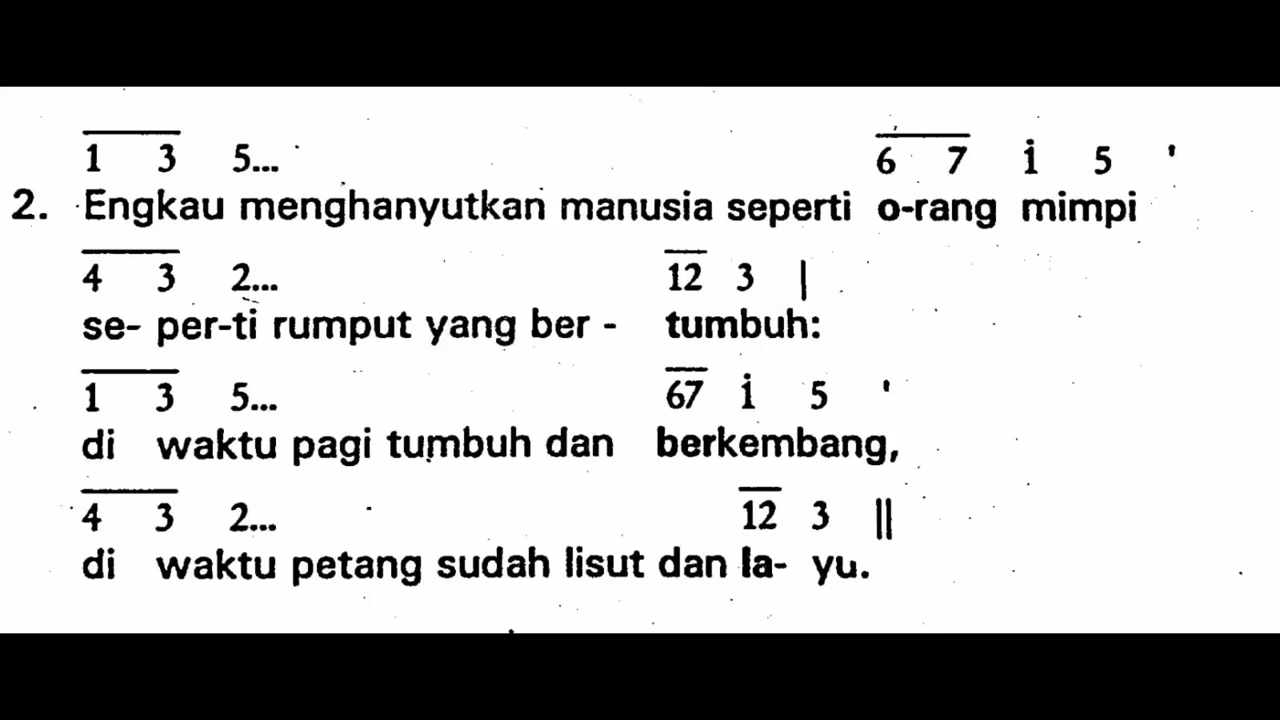 1 3 5... 6 7 i 5 '
2. Engkau menghanyutkan manusia seperti o-rang mimpi
4 3 2... 12 3 |
se- per-ti rumput yang ber - tumbuh:
1 3 5... 67 i 5 '
di waktu pagi tumbuh dan berkembang,
4 3 2... 12 3 ||
di waktu petang sudah lisut dan la- yu.